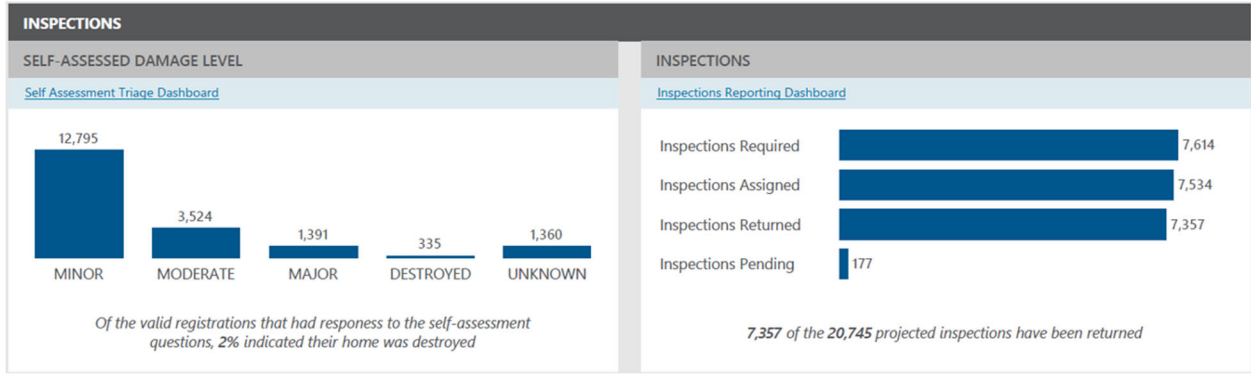 INSPECTIONS
SELF-ASSESSED DAMAGE LEVEL
Self Assessment Triage Dashboard
12,795
3,524
1,391
335
1,360
MINOR
MODERATE
MAJOR
DESTROYED
UNKNOWN
Of the valid registrations that had responess to the self-assessment
questions, 2% indicated their home was destroyed
INSPECTIONS
Inspections Reporting Dashboard
Inspections Required 7,614
Inspections Assigned 7,534
Inspections Returned 7,357
Inspections Pending 177
7,357 of the 20,745 projected inspections have been returned